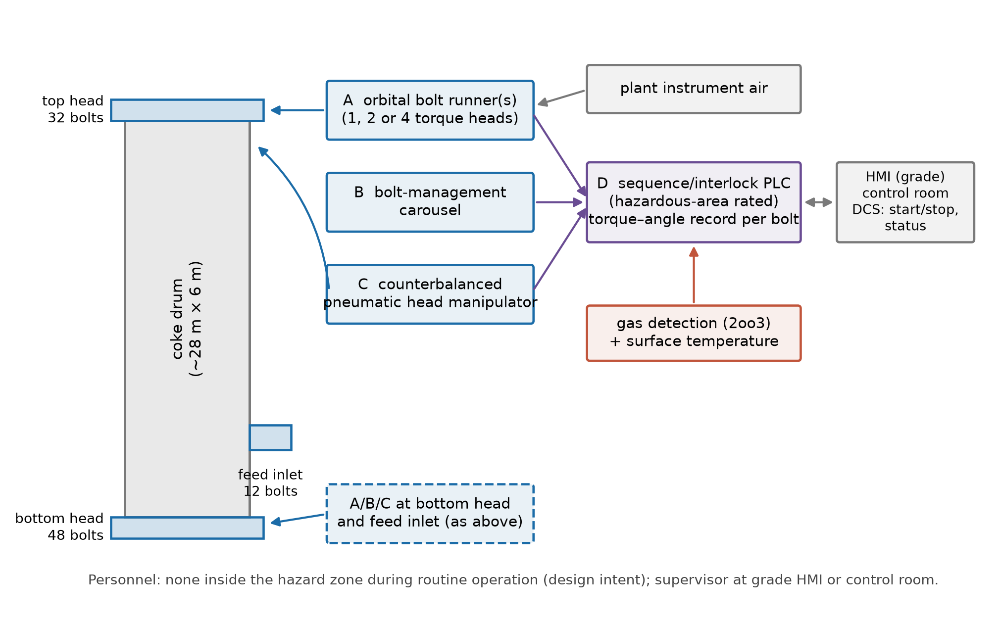 top head
32 bolts
A  orbital bolt runner(s)
(1, 2 or 4 torque heads)
plant instrument air
B  bolt-management
carousel
D  sequence/interlock PLC
(hazardous-area rated)
torque–angle record per bolt
HMI (grade)
control room
DCS: start/stop,
status
coke drum
(~28 m × 6 m)
C  counterbalanced
pneumatic head manipulator
gas detection (2oo3)
+ surface temperature
feed inlet
12 bolts
A/B/C at bottom head
and feed inlet (as above)
bottom head
48 bolts
Personnel: none inside the hazard zone during routine operation (design intent); supervisor at grade HMI or control room.